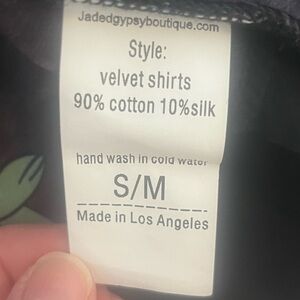 Jadedgypsyboutique.com
Style:
velvet shirts
90% cotton 10%silk
hand wash in cold water
S/M
Made in Los Angeles